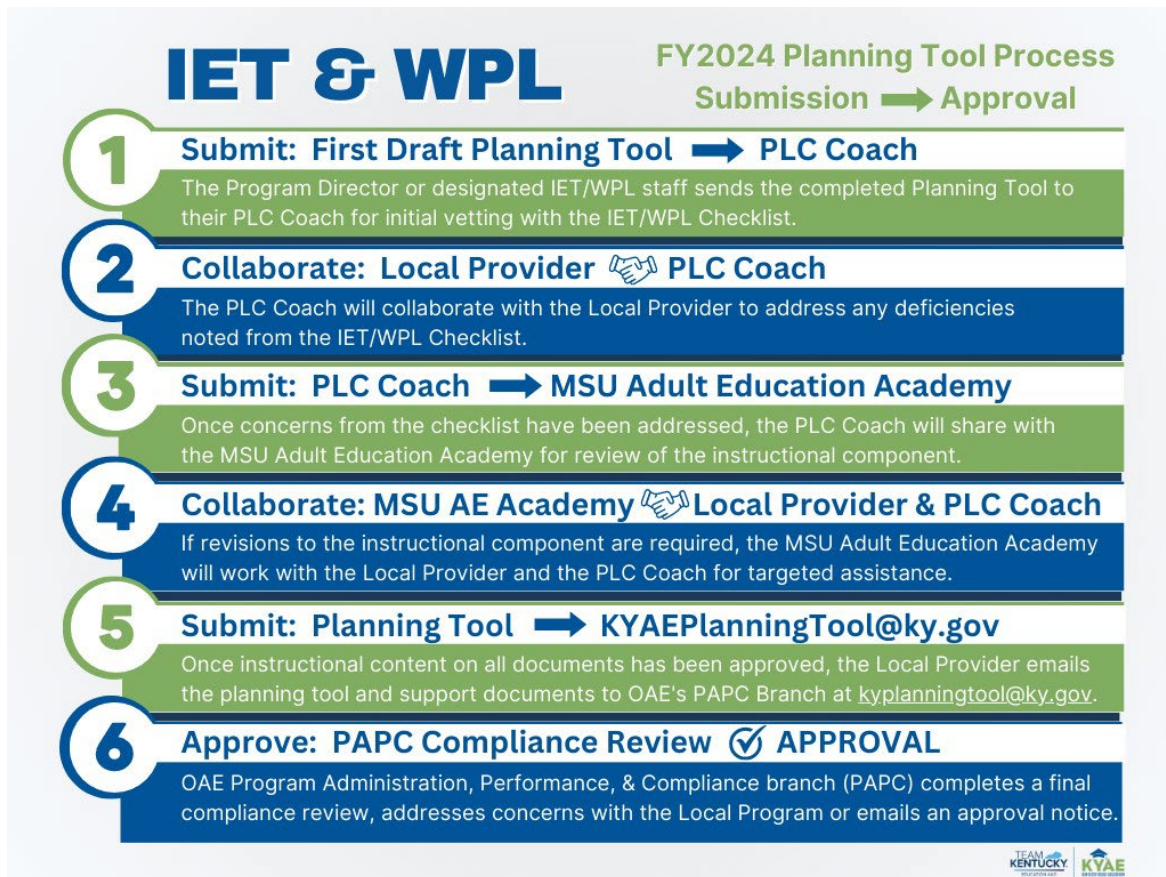 IET & WPL
FY2024 Planning Tool Process
Submission Approval
1
Submit: First Draft Planning Tool PLC Coach
The Program Director or designated IET/WPL staff sends the completed Planning Tool to
their PLC Coach for initial vetting with the IET/WPL Checklist.
2
Collaborate: Local Provider PLC Coach
The PLC Coach will collaborate with the Local Provider to address any deficiencies
noted from the IET/WPL Checklist.
3
Submit: PLC Coach MSU Adult Education Academy
Once concerns from the checklist have been addressed, the PLC Coach will share with
the MSU Adult Education Academy for review of the instructional component.
4
Collaborate: MSU AE Academy Local Provider & PLC Coach
If revisions to the instructional component are required, the MSU Adult Education Academy
will work with the Local Provider and the PLC Coach for targeted assistance.
5
Submit: Planning Tool KYAEPlanningTool@ky.gov
Once instructional content on all documents has been approved, the Local Provider emails
the planning tool and support documents to OAE's PAPC Branch at kyplanningtool@ky.gov.
6
Approve: PAPC Compliance Review APPROVAL
OAE Program Administration, Performance, & Compliance branch (PAPC) completes a final
compliance review, addresses concerns with the Local Program or emails an approval notice.
TEAM
KENTUCKY
KYAE